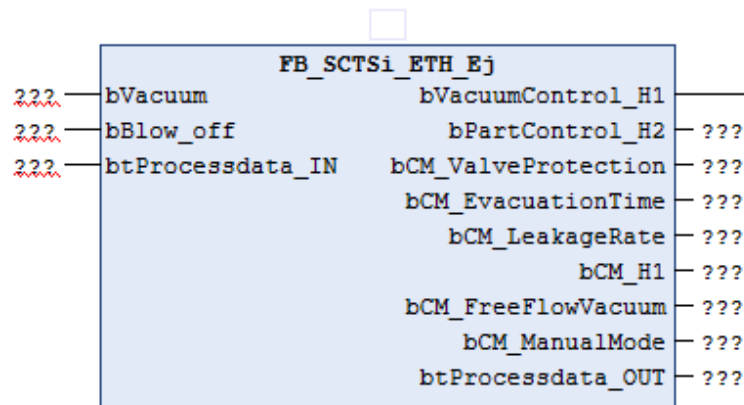 FB_SCTSi_ETH_Ej
??? bVacuum bVacuumControl_H1
??? bBlow_off bPartControl_H2 ???
??? btProcessdata_IN bCM_ValveProtection ???
bCM_EvacuationTime ???
bCM_LeakageRate ???
bCM_H1 ???
bCM_FreeFlowVacuum ???
bCM_ManualMode ???
btProcessdata_OUT ???